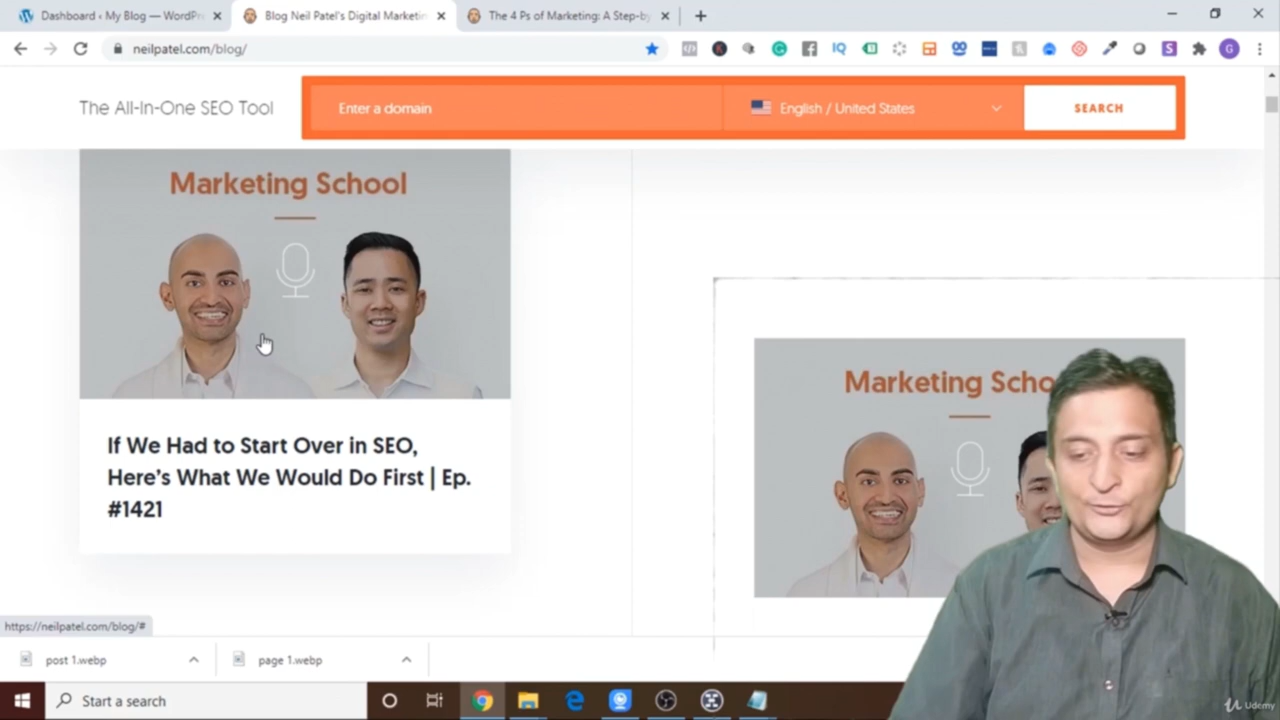 Dashboard ‹ My Blog — WordPr
Blog Neil Patel's Digital Marketin
The 4 Ps of Marketing: A Step-by
neilpatel.com/blog/
IQ
S
G
The All-In-One SEO Tool
Enter a domain
English / United States
SEARCH
Marketing School
If We Had to Start Over in SEO,
Here's What We Would Do First | Ep.
#1421
Marketing Scho
https://neilpatel.com/blog/#
post 1.webp
page 1.webp
Start a search
Udemy